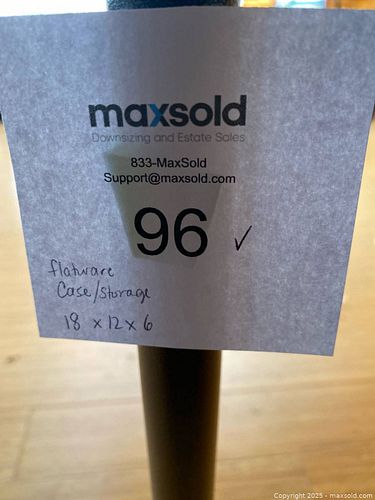 maxsold
Downsizing and Estate Sales
833-MaxSold
Support@maxsold.com
96 ✓
flatware
Case/Storage
18 x 12 x 6
Copyright 2025 - maxsold.com